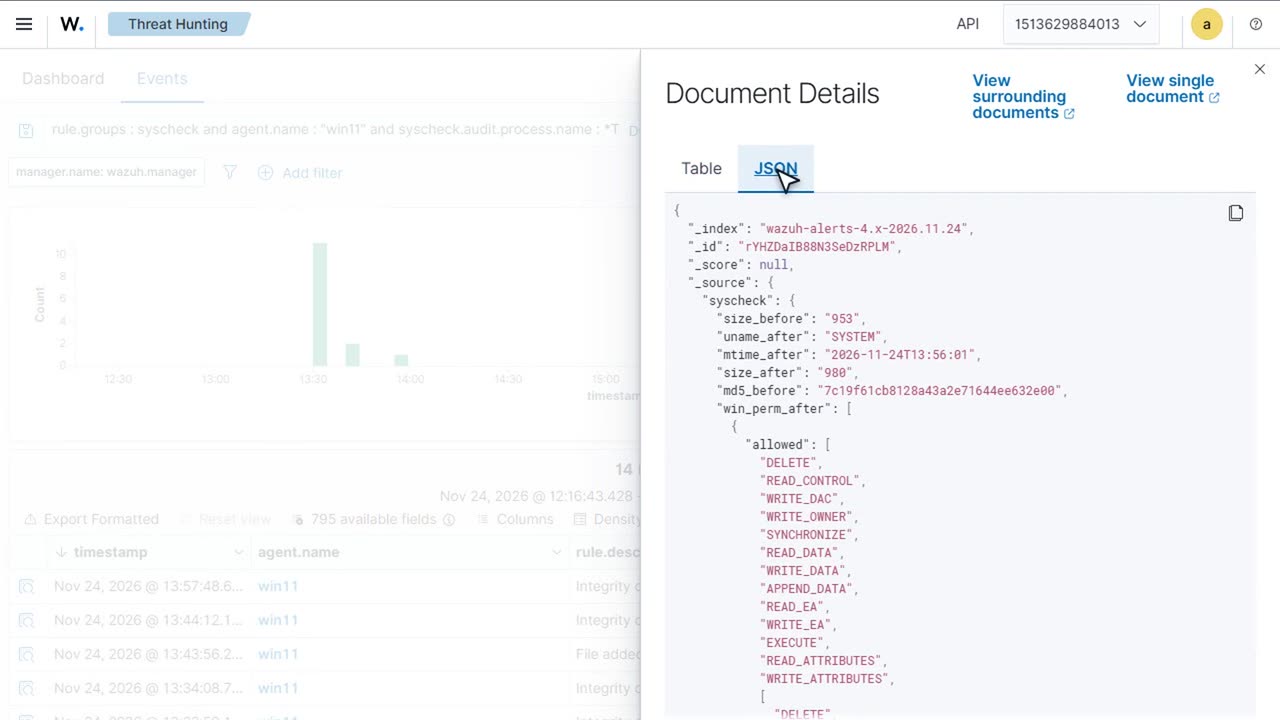 W.
Threat Hunting
API
1513629884013
a
Dashboard
Events
rule.groups : syscheck and agent.name : "win11" and syscheck.audit.process.name : *T
manager.name: wazuh.manager
Add filter
Count
10
8
6
4
2
0
12:30
13:00
13:30
14:00
14:30
15:00
14
Nov 24, 2026 @ 12:16:43.428 -
Export Formatted
Reset view
795 available fields
Columns
Density
timestamp
agent.name
Nov 24, 2026 @ 13:57:48.6...
win11
Nov 24, 2026 @ 13:44:12.1...
win11
Nov 24, 2026 @ 13:43:56.2...
win11
File added
Nov 24, 2026 @ 13:34:08.7...
win11
Document Details
View surrounding documents
View single document
Table
JSON
{
"_index": "wazuh-alerts-4.x-2026.11.24",
"_id": "rYHZDaIB88N3SeDzRPLM",
"_score": null,
"_source": {
"syscheck": {
"size_before": "953",
"uname_after": "SYSTEM",
"mtime_after": "2026-11-24T13:56:01",
"size_after": "980",
"md5_before": "7c19f61cb8128a43a2e71644ee632e00",
"win_perm_after": [
{
"allowed": [
"DELETE",
"READ_CONTROL",
"WRITE_DAC",
"WRITE_OWNER",
"SYNCHRONIZE",
"READ_DATA",
"WRITE_DATA",
"APPEND_DATA",
"READ_EA",
"WRITE_EA",
"EXECUTE",
"READ_ATTRIBUTES",
"WRITE_ATTRIBUTES",
[
"DELETE",